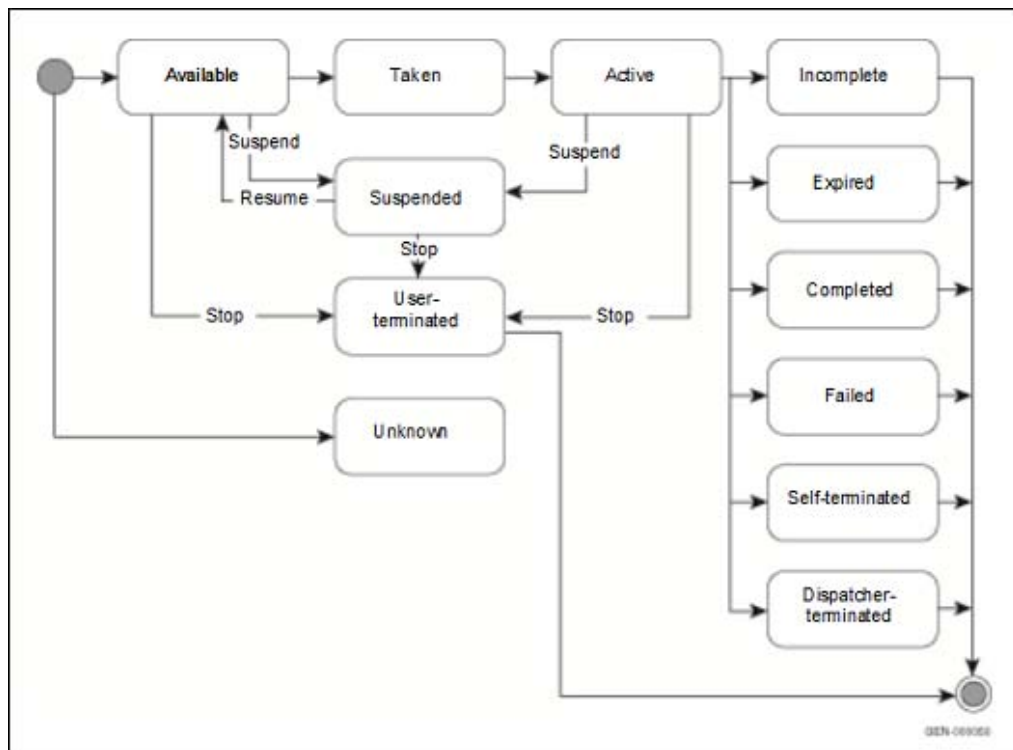 Available
Taken
Active
Incomplete
Suspend
Suspend
Expired
Resume
Suspended
Stop
User-
terminated
Completed
Stop
Stop
Failed
Unknown
Self-terminated
Dispatcher-
terminated